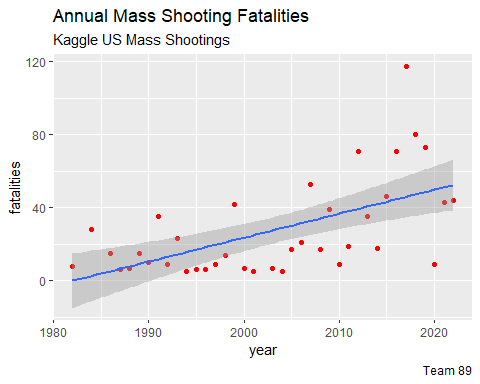 Annual Mass Shooting Fatalities
Kaggle US Mass Shootings
fatailities
120
80
40
0
1980
1990
2000
2010
2020
year
Team 89